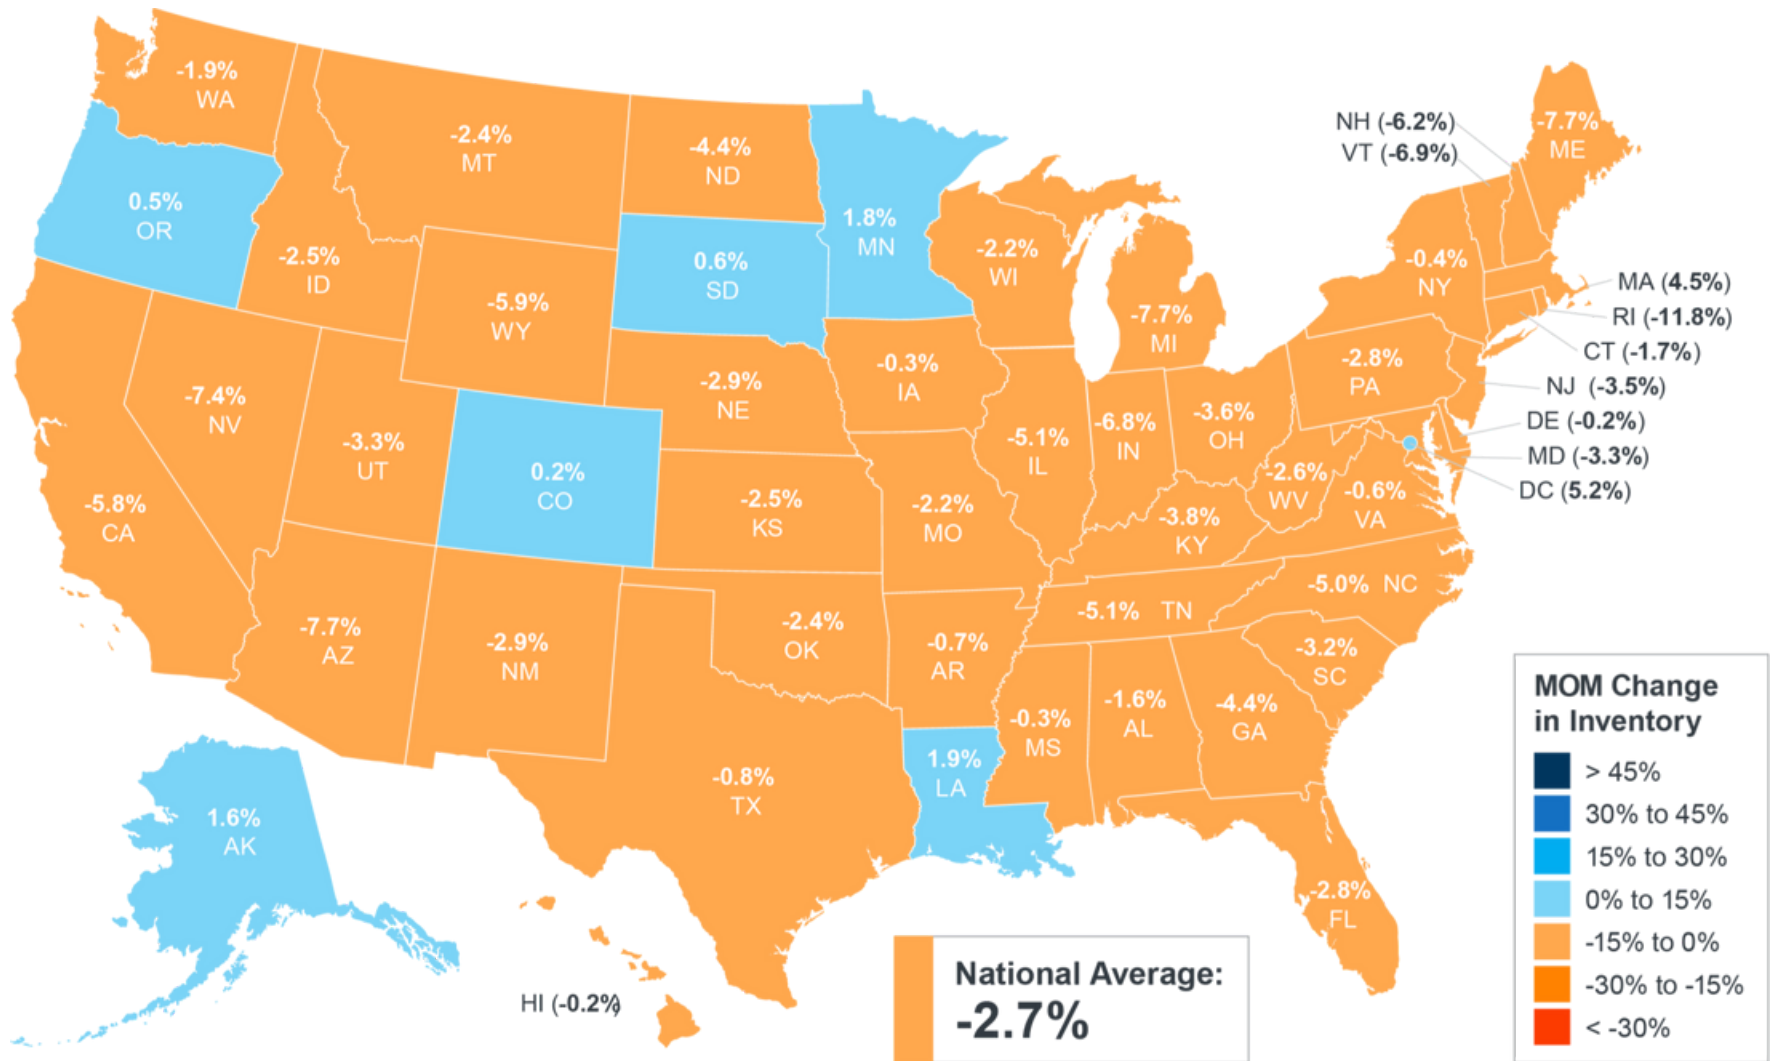 -1.9%
WA
-2.4%
MT
-4.4%
ND
0.5%
OR
-2.5%
ID
-5.9%
WY
0.6%
SD
1.8%
MN
-2.2%
WI
-7.7%
MI
NH (-6.2%)
VT (-6.9%)
-7.7%
ME
-0.4%
NY
MA (4.5%)
RI (-11.8%)
CT (-1.7%)
NJ (-3.5%)
DE (-0.2%)
MD (-3.3%)
DC (5.2%)
-5.8%
CA
-7.4%
NV
-3.3%
UT
0.2%
CO
-2.9%
NE
-0.3%
IA
-2.5%
KS
-2.2%
MO
-5.1%
IL
-6.8%
IN
-3.6%
OH
-2.8%
PA
-2.6%
WV
-0.6%
VA
-3.8%
KY
-5.0% NC
-5.1% TN
-7.7%
AZ
-2.9%
NM
-2.4%
OK
-0.7%
AR
-3.2%
SC
-0.3%
MS
-1.6%
AL
-4.4%
GA
-0.8%
TX
1.9%
LA
-2.8%
FL
1.6%
AK
HI (-0.2%)
National Average:
-2.7%
MOM Change
in Inventory
> 45%
30% to 45%
15% to 30%
0% to 15%
-15% to 0%
-30% to -15%
< -30%